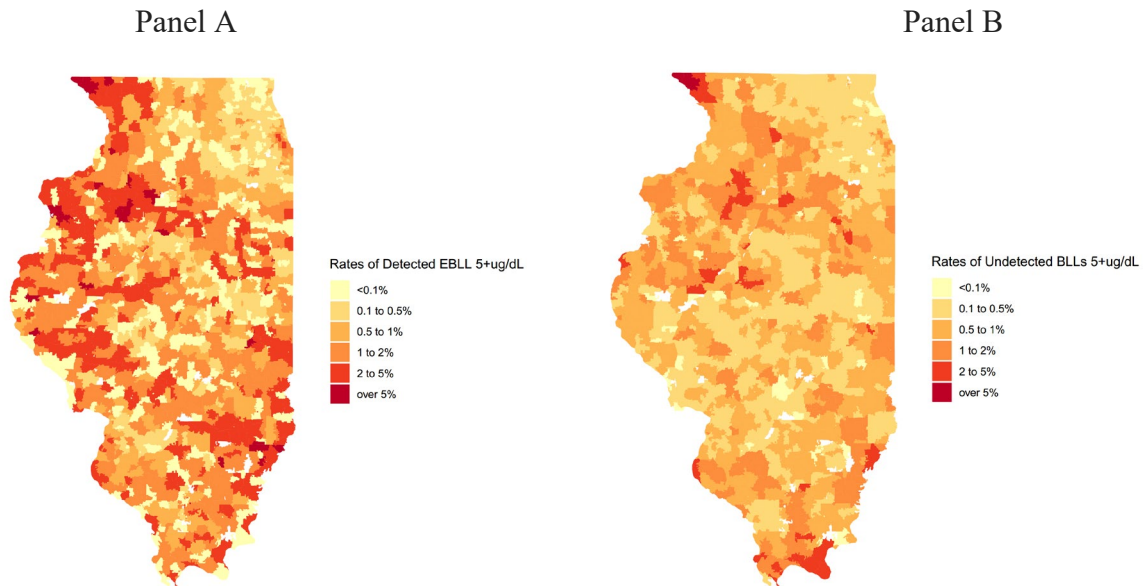 Panel A
Panel B
Rates of Detected EBLL 5+ug/dL
<0.1%
0.1 to 0.5%
0.5 to 1%
1 to 2%
2 to 5%
over 5%
Rates of Undetected BLLs 5+ug/dL
<0.1%
0.1 to 0.5%
0.5 to 1%
1 to 2%
2 to 5%
over 5%